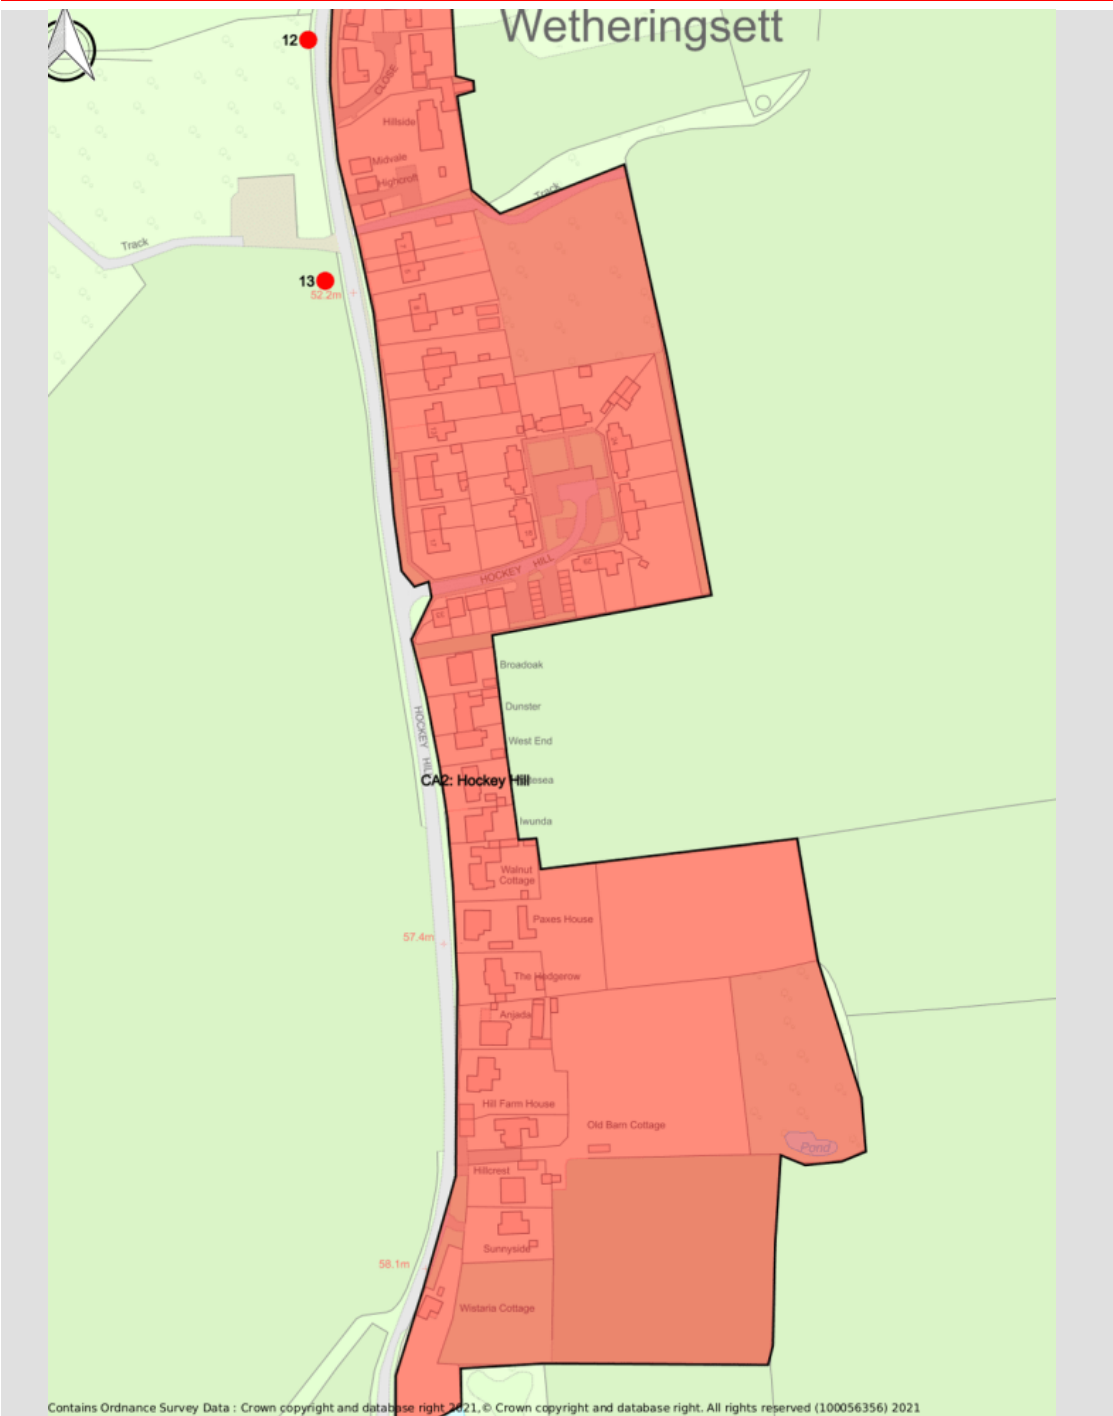 Wetheringsett
12
CLOSE
Hillside
Midvale
Highcroft
Track
Track
13
52.2m
HOCKEY HILL
Broadoak
HOCKEY HILL
Dunster
West End
CA2: Hockey Hill
Iwunda
Walnut
Cottage
Paxes House
57.4m
The Hedgerow
Anjada
Hill Farm House
Old Barn Cottage
Pond
Hillcrest
Sunnyside
58.1m
Wistaria Cottage
Contains Ordnance Survey Data : Crown copyright and database right 2021, © Crown copyright and database right. All rights reserved (100056356) 2021